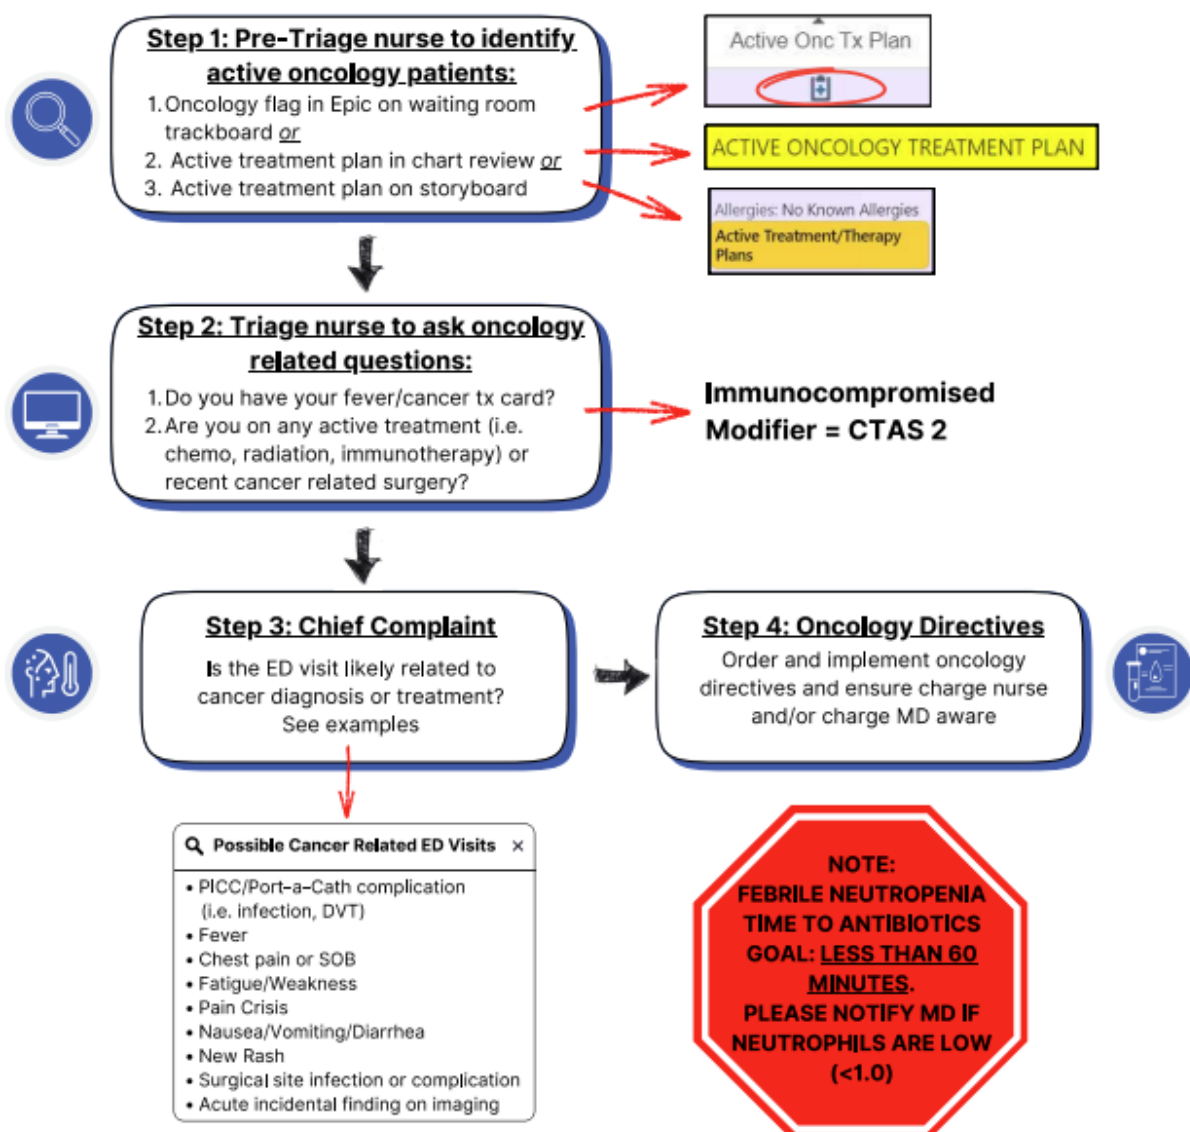 Step 1: Pre-Triage nurse to identify
active oncology patients:
1. Oncology flag in Epic on waiting room
trackboard or
2. Active treatment plan in chart review or
3. Active treatment plan on storyboard
Active Onc Tx Plan
ACTIVE ONCOLOGY TREATMENT PLAN
Allergies: No Known Allergies
Active Treatment/Therapy
Plans
Step 2: Triage nurse to ask oncology
related questions:
1. Do you have your fever/cancer tx card?
2. Are you on any active treatment (i.e.
chemo, radiation, immunotherapy) or
recent cancer related surgery?
Immunocompromised
Modifier = CTAS 2
Step 3: Chief Complaint
Is the ED visit likely related to
cancer diagnosis or treatment?
See examples
Step 4: Oncology Directives
Order and implement oncology
directives and ensure charge nurse
and/or charge MD aware
Possible Cancer Related ED Visits ×
• PICC/Port-a-Cath complication
(i.e. infection, DVT)
• Fever
• Chest pain or SOB
• Fatigue/Weakness
• Pain Crisis
• Nausea/Vomiting/Diarrhea
• New Rash
• Surgical site infection or complication
• Acute incidental finding on imaging
NOTE:
FEBRILE NEUTROPENIA
TIME TO ANTIBIOTICS
GOAL: LESS THAN 60
MINUTES.
PLEASE NOTIFY MD IF
NEUTROPHILS ARE LOW
(<1.0)